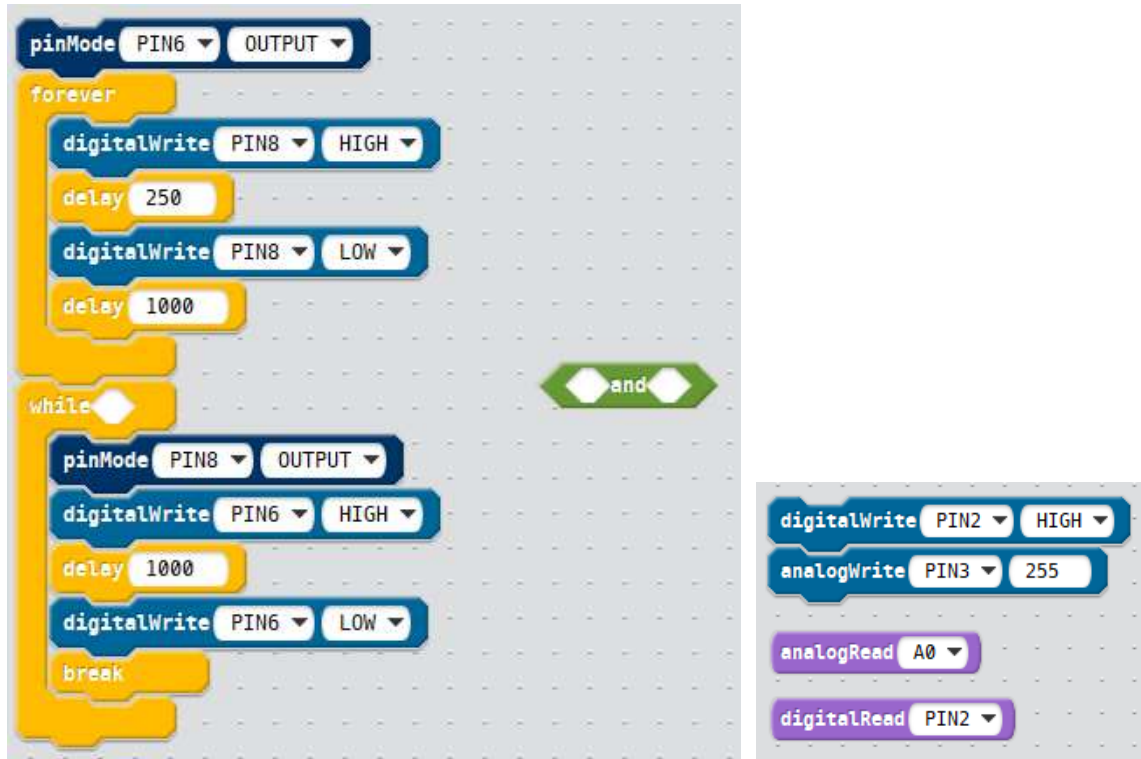 pinMode PIN6 OUTPUT
forever
digitalWrite PIN8 HIGH
delay 250
digitalWrite PIN8 LOW
delay 1000
while
and
pinMode PIN8 OUTPUT
digitalWrite PIN6 HIGH
delay 1000
digitalWrite PIN6 LOW
break
digitalWrite PIN2 HIGH
analogWrite PIN3 255
analogRead A0
digitalRead PIN2